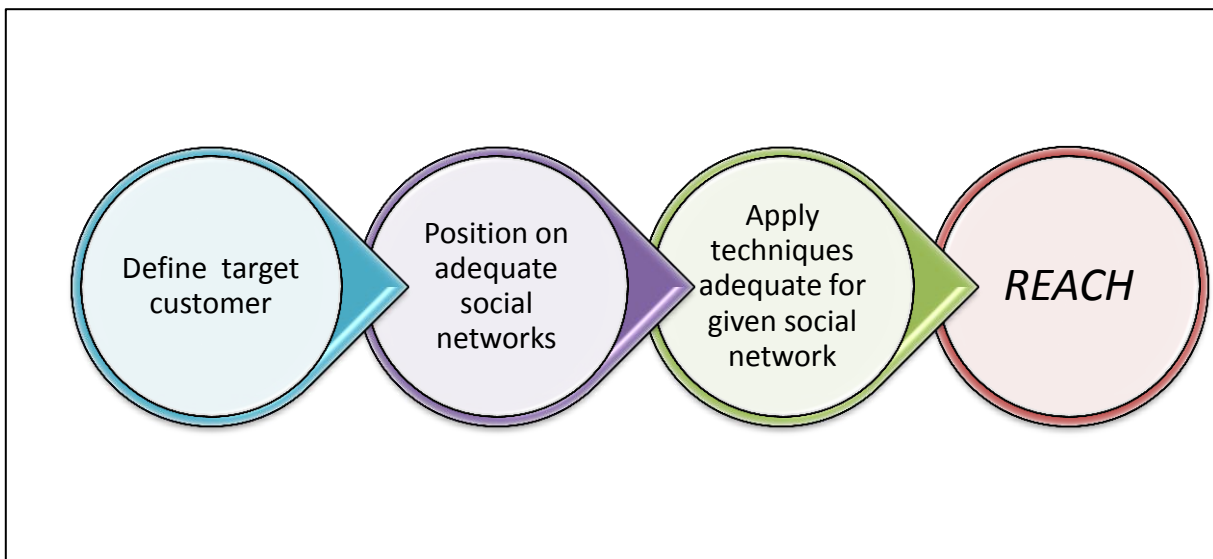 Define  target
customer
Position on
adequate
social
networks
Apply
techniques
adequate for
given social
network
REACH